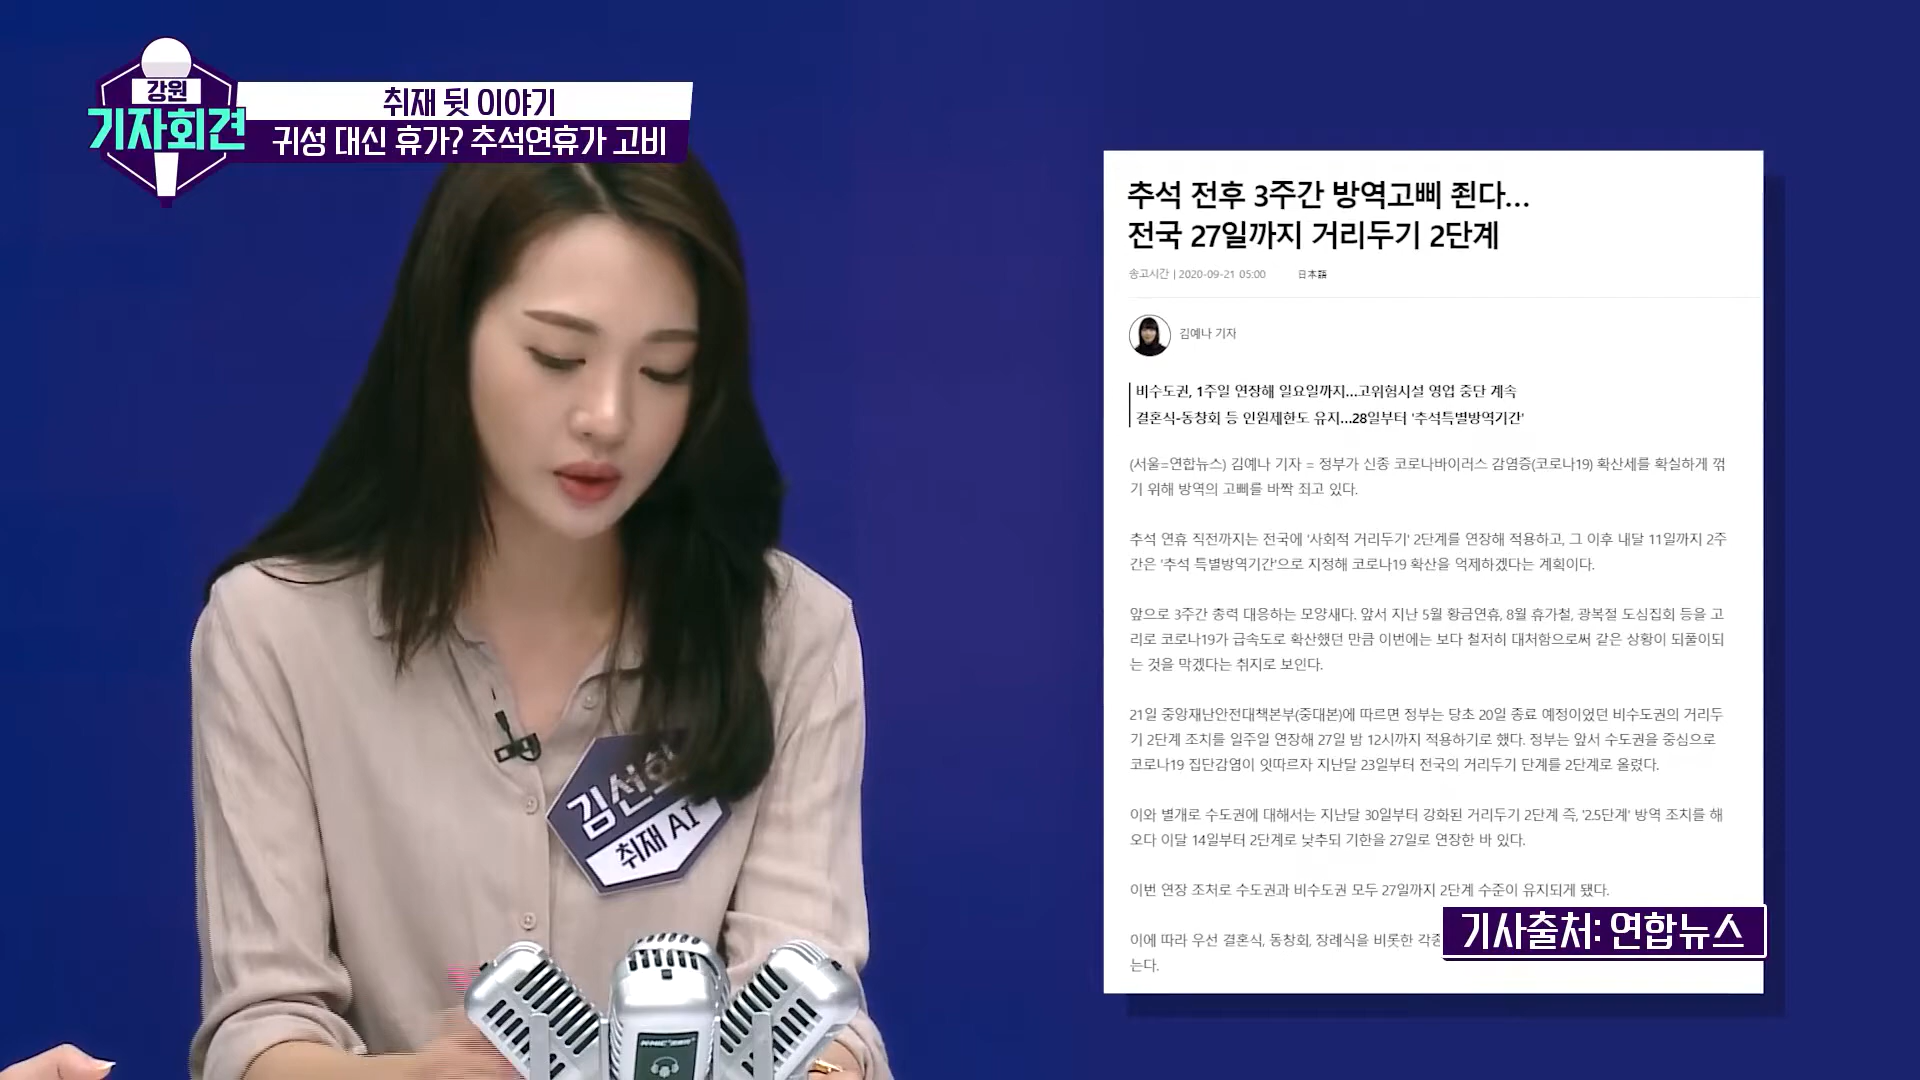 강원
기자회견
취재 뒷 이야기
귀성 대신 휴가? 추석연휴가 고비
추석 전후 3주간 방역고삐 죈다...
전국 27일까지 거리두기 2단계
송고시간 | 2020-09-21 05:00 日本語
김예나 기자
비수도권, 1주일 연장해 일요일까지...고위험시설 영업 중단 계속
결혼식-동창회 등 인원제한도 유지...28일부터 '추석특별방역기간'
(서울=연합뉴스) 김예나 기자 = 정부가 신종 코로나바이러스 감염증(코로나19) 확산세를 확실하게 꺾
기 위해 방역의 고삐를 바짝 죄고 있다.
추석 연휴 직전까지는 전국에 '사회적 거리두기' 2단계를 연장해 적용하고, 그 이후 내달 11일까지 2주
간은 '추석 특별방역기간'으로 지정해 코로나19 확산을 억제하겠다는 계획이다.
앞으로 3주간 총력 대응하는 모양새다. 앞서 지난 5월 황금연휴, 8월 휴가철, 광복절 도심집회 등을 고
리로 코로나19가 급속도로 확산했던 만큼 이번에는 보다 철저히 대처함으로써 같은 상황이 되풀이되
는 것을 막겠다는 취지로 보인다.
21일 중앙재난안전대책본부(중대본)에 따르면 정부는 당초 20일 종료 예정이었던 비수도권의 거리두
기 2단계 조치를 일주일 연장해 27일 밤 12시까지 적용하기로 했다. 정부는 앞서 수도권을 중심으로
코로나19 집단감염이 잇따르자 지난달 23일부터 전국의 거리두기 단계를 2단계로 올렸다.
이와 별개로 수도권에 대해서는 지난달 30일부터 강화된 거리두기 2단계 즉, '2.5단계' 방역 조치를 해
오다 이달 14일부터 2단계로 낮추되 기한을 27일로 연장한 바 있다.
이번 연장 조처로 수도권과 비수도권 모두 27일까지 2단계 수준이 유지되게 됐다.
이에 따라 우선 결혼식, 동창회, 장례식을 비롯한
는다.
기사출처: 연합뉴스
취재 AI